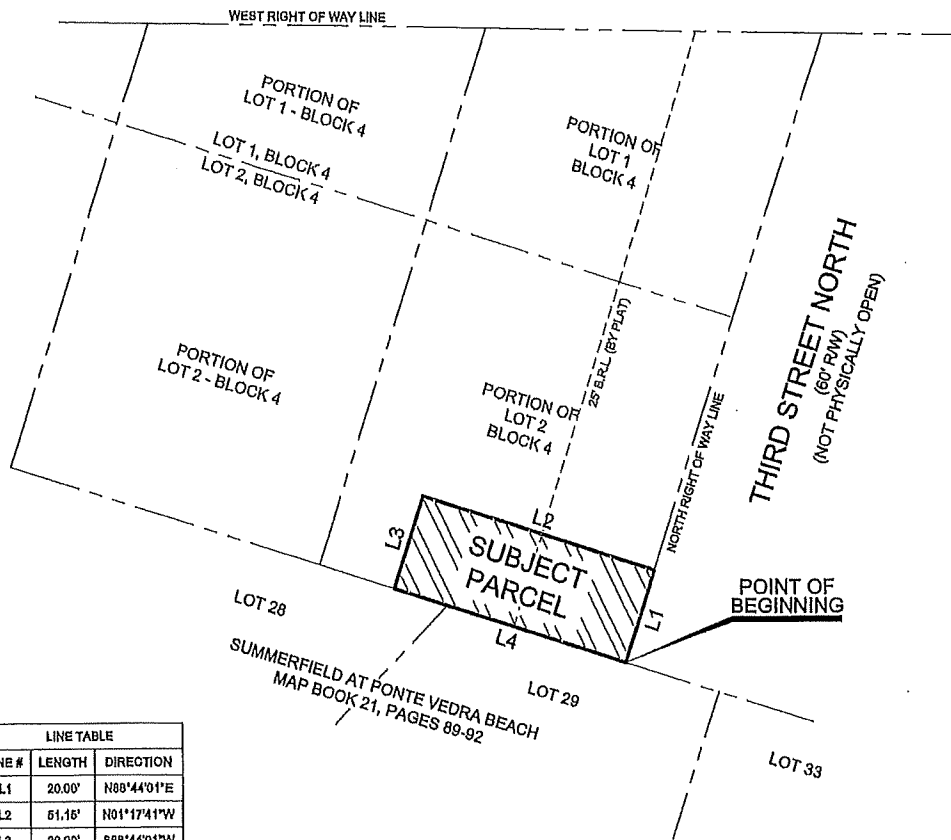 WEST RIGHT OF WAY LINE
PORTION OF
LOT 1 - BLOCK 4
LOT 1, BLOCK 4
LOT 2, BLOCK 4
PORTION OF
LOT 1
BLOCK 4
PORTION OF
LOT 2 - BLOCK 4
PORTION OF
LOT 2
BLOCK 4
25' B.R.L. (BY PLAT)
NORTH RIGHT OF WAY LINE
THIRD STREET NORTH
(60' R/W)
(NOT PHYSICALLY OPEN)
L2
L3
SUBJECT
PARCEL
L1
L4
POINT OF
BEGINNING
LOT 28
SUMMERFIELD AT PONTE VEDRA BEACH
MAP BOOK 21, PAGES 89-92
LOT 29
LOT 33
LINE TABLE
NE # LENGTH DIRECTION
L1 20.00' N88°44'01"E
L2 51.15' N01°17'41"W